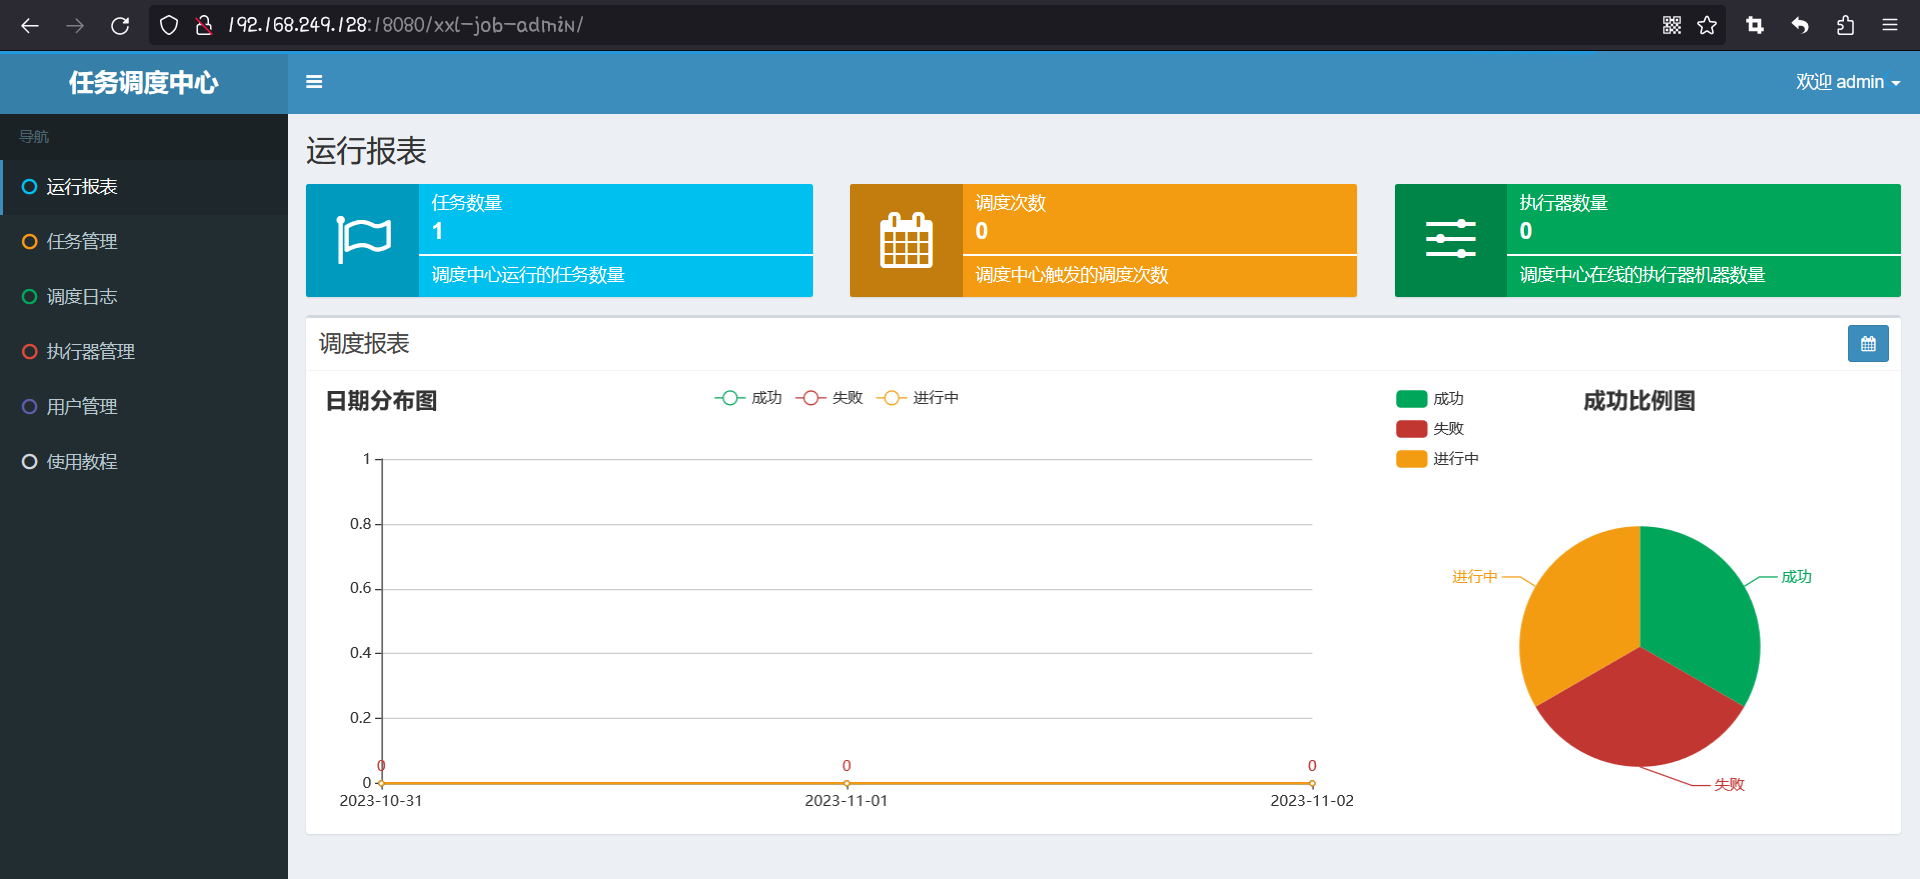 192.168.249.128:18080/xxl-job-admin/
任务调度中心
欢迎 admin
导航
运行报表
任务管理
调度日志
执行器管理
用户管理
使用教程
运行报表
任务数量
1
调度中心运行的任务数量
调度次数
0
调度中心触发的调度次数
执行器数量
0
调度中心在线的执行器机器数量
调度报表
日期分布图
成功 失败 进行中
1
0.8
0.6
0.4
0.2
0
0 0 0
2023-10-31 2023-11-01 2023-11-02
成功
失败
进行中
成功比例图
进行中
成功
失败